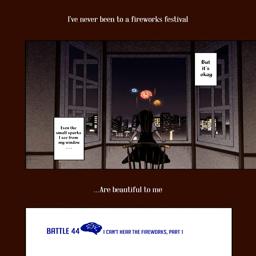 I've never been to a fireworks festival
But
it's
okay
Even the
small sparks
I see from
my window
...Are beautiful to me
BATTLE 44 I CAN'T HEAR THE FIREWORKS, PART 1